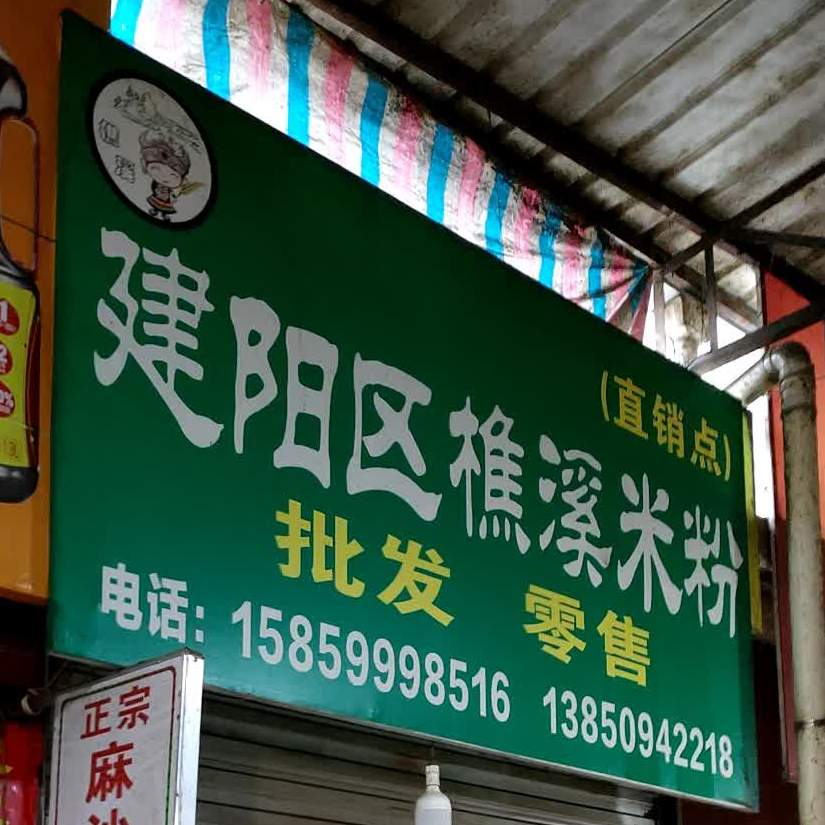 建阳区樵溪米粉
(直销点)
批发 零售
电话: 15859998516 13850942218
正宗
麻